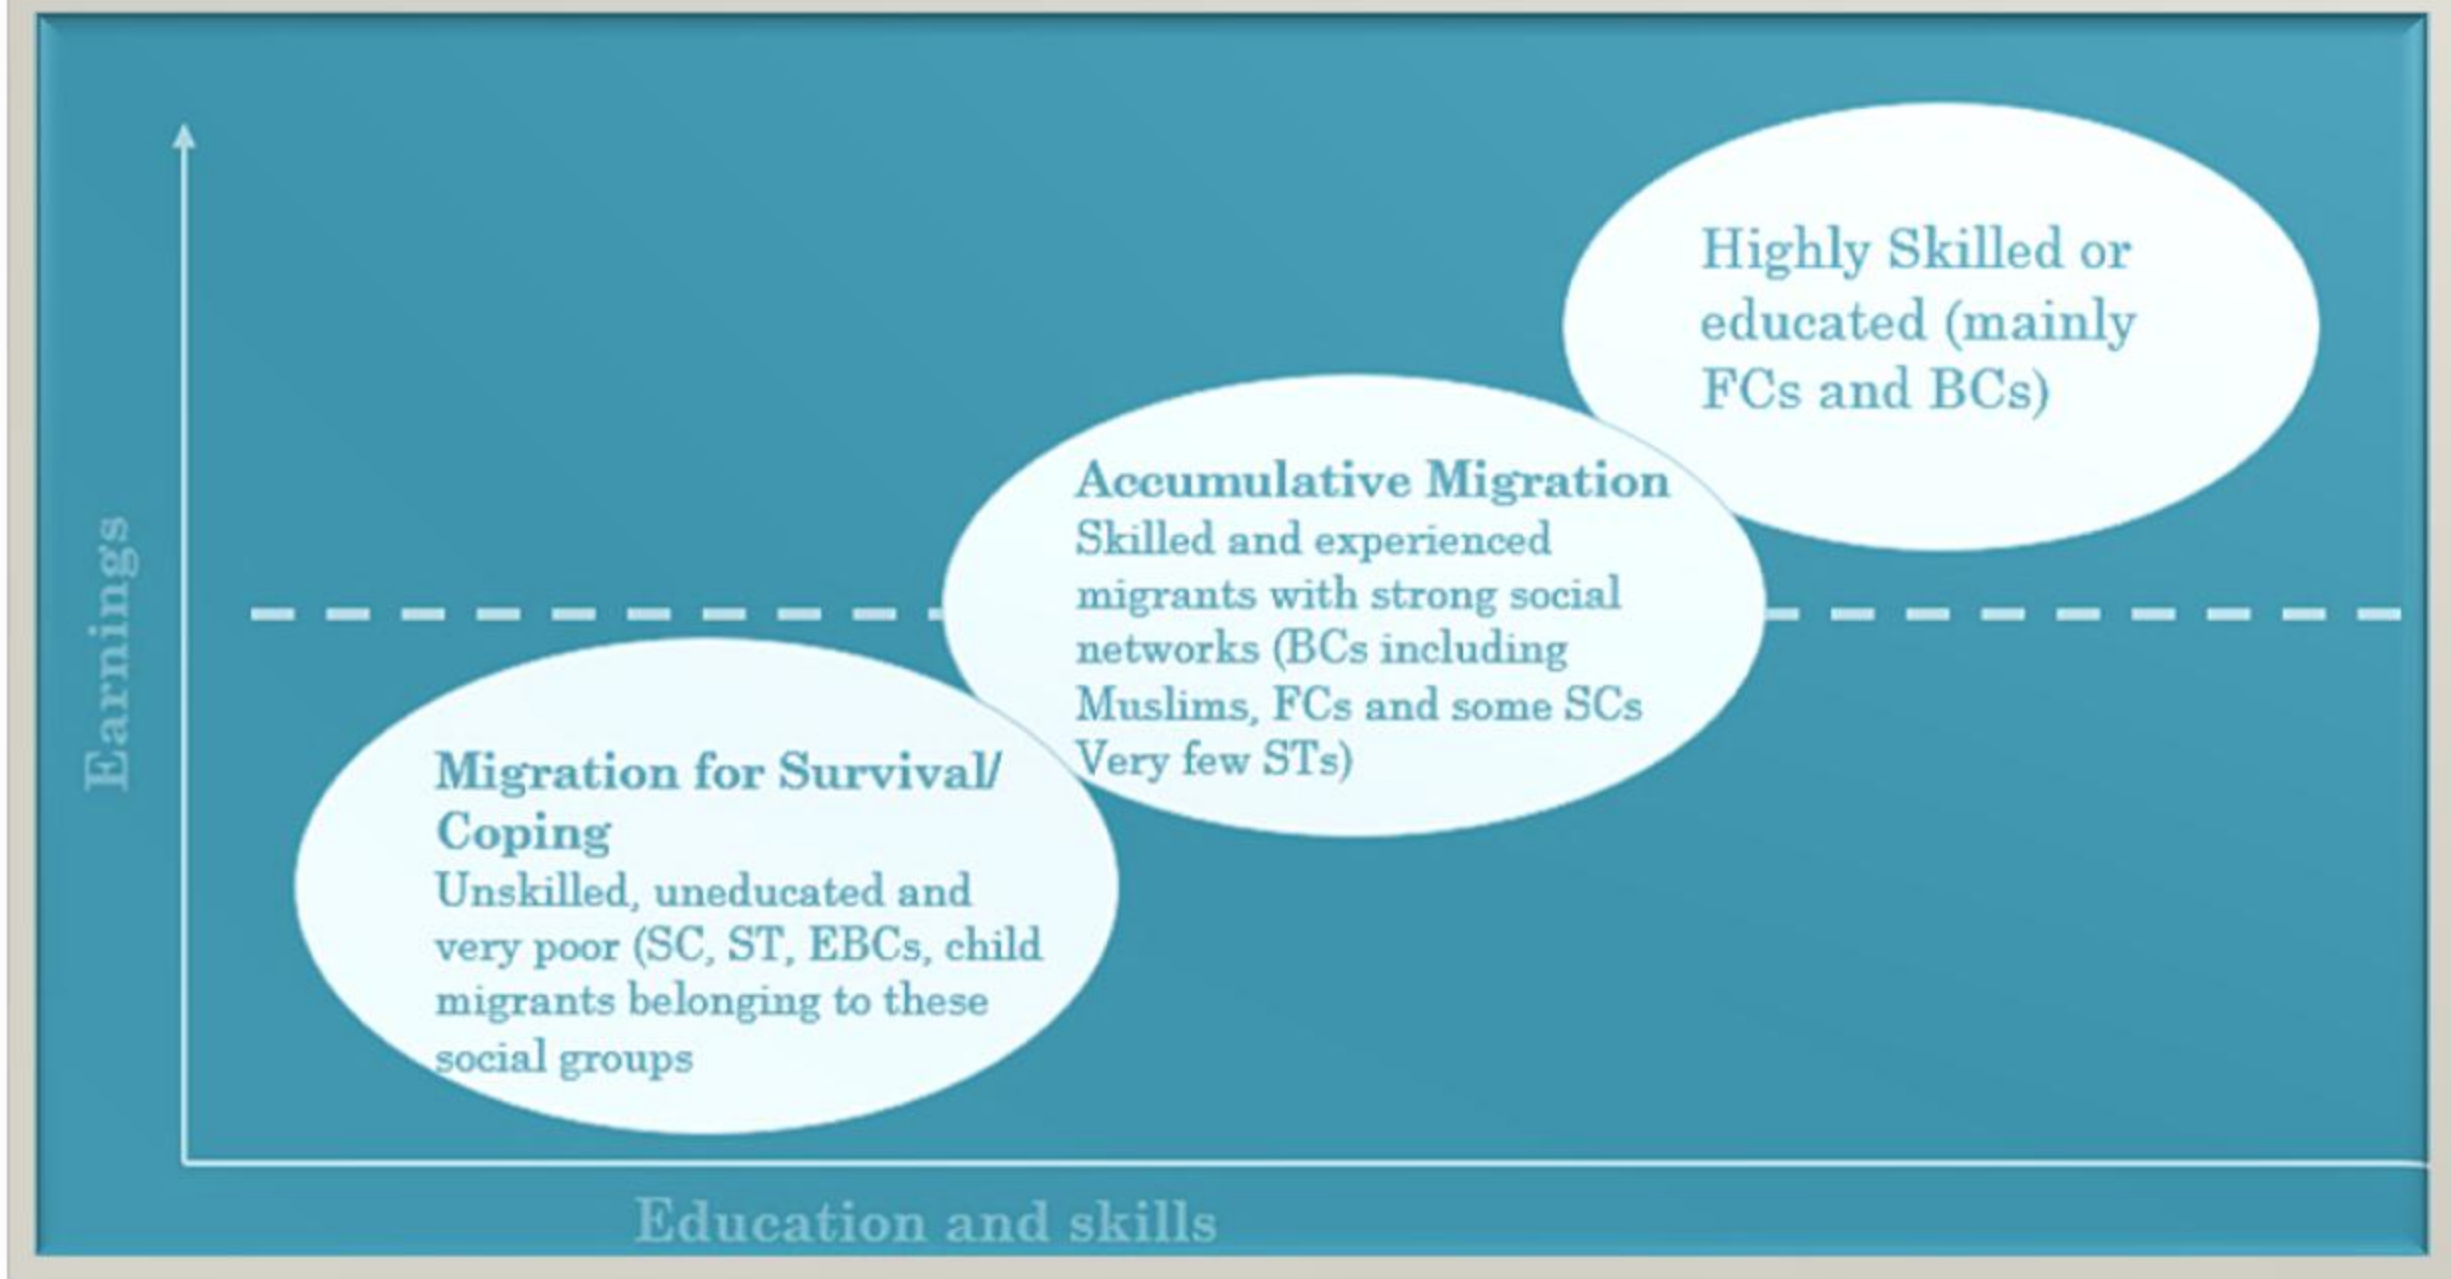 Highly Skilled or
educated (mainly
FCs and BCs)
Accumulative Migration
Skilled and experienced
migrants with strong social
networks (BCs including
Muslims, FCs and some SCs
Very few STs)
Earnings
Migration for Survival/
Coping
Unskilled, uneducated and
very poor (SC, ST, EBCs, child
migrants belonging to these
social groups
Education and skills